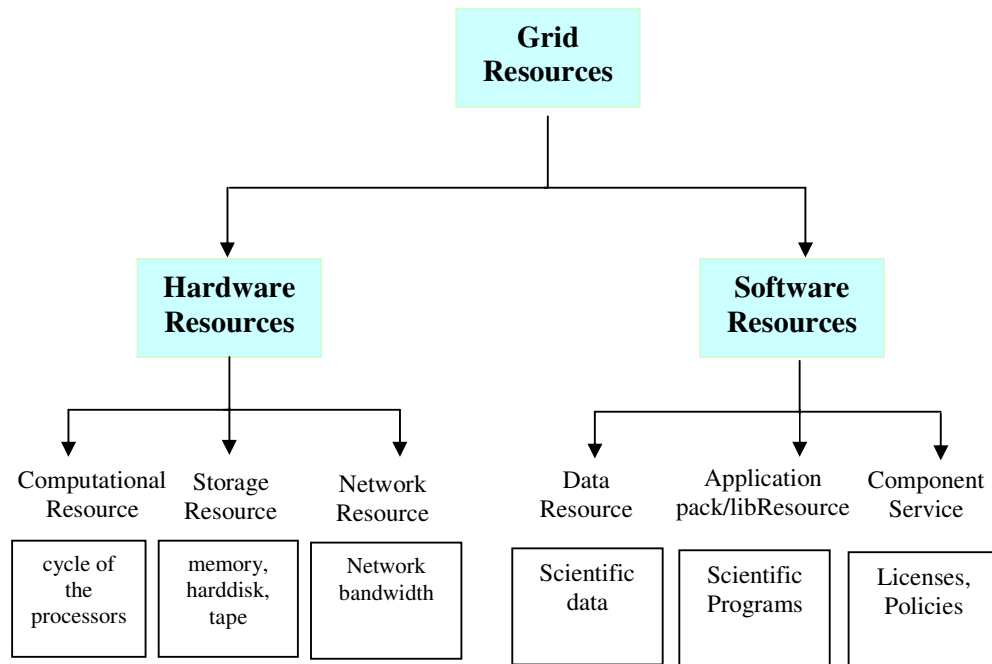 Grid
Resources
Hardware
Resources
Software
Resources
Computational
Resource
Storage
Resource
Network
Resource
Data
Resource
Application
pack/libResource
Component
Service
cycle of
the
processors
memory,
harddisk,
tape
Network
bandwidth
Scientific
data
Scientific
Programs
Licenses,
Policies